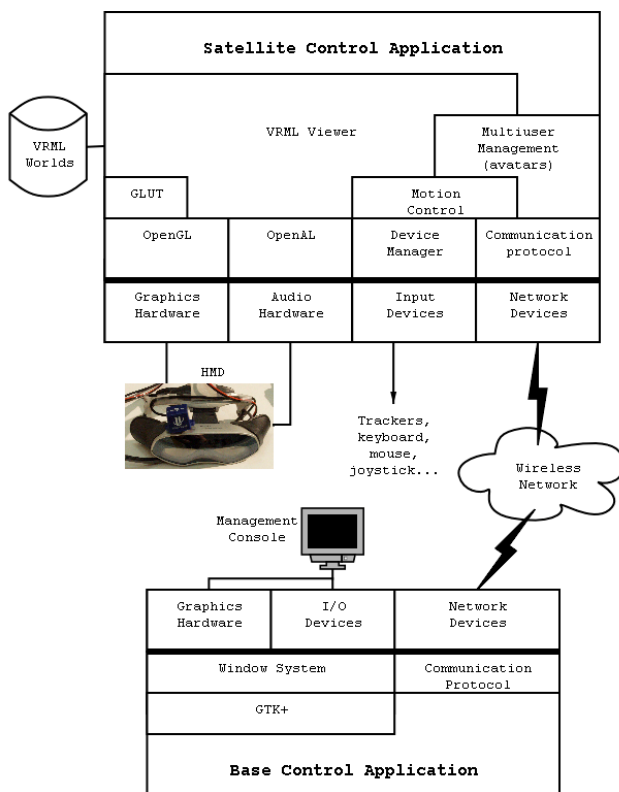 Satellite Control Application
VRML
Worlds
VRML Viewer
Multiuser
Management
(avatars)
GLUT
Motion
Control
OpenGL
OpenAL
Device
Manager
Communication
protocol
Graphics
Hardware
Audio
Hardware
Input
Devices
Network
Devices
HMD
Trackers,
keyboard,
mouse,
joystick...
Wireless
Network
Management
Console
Graphics
Hardware
I/O
Devices
Network
Devices
Window System
Communication
Protocol
GTK+
Base Control Application